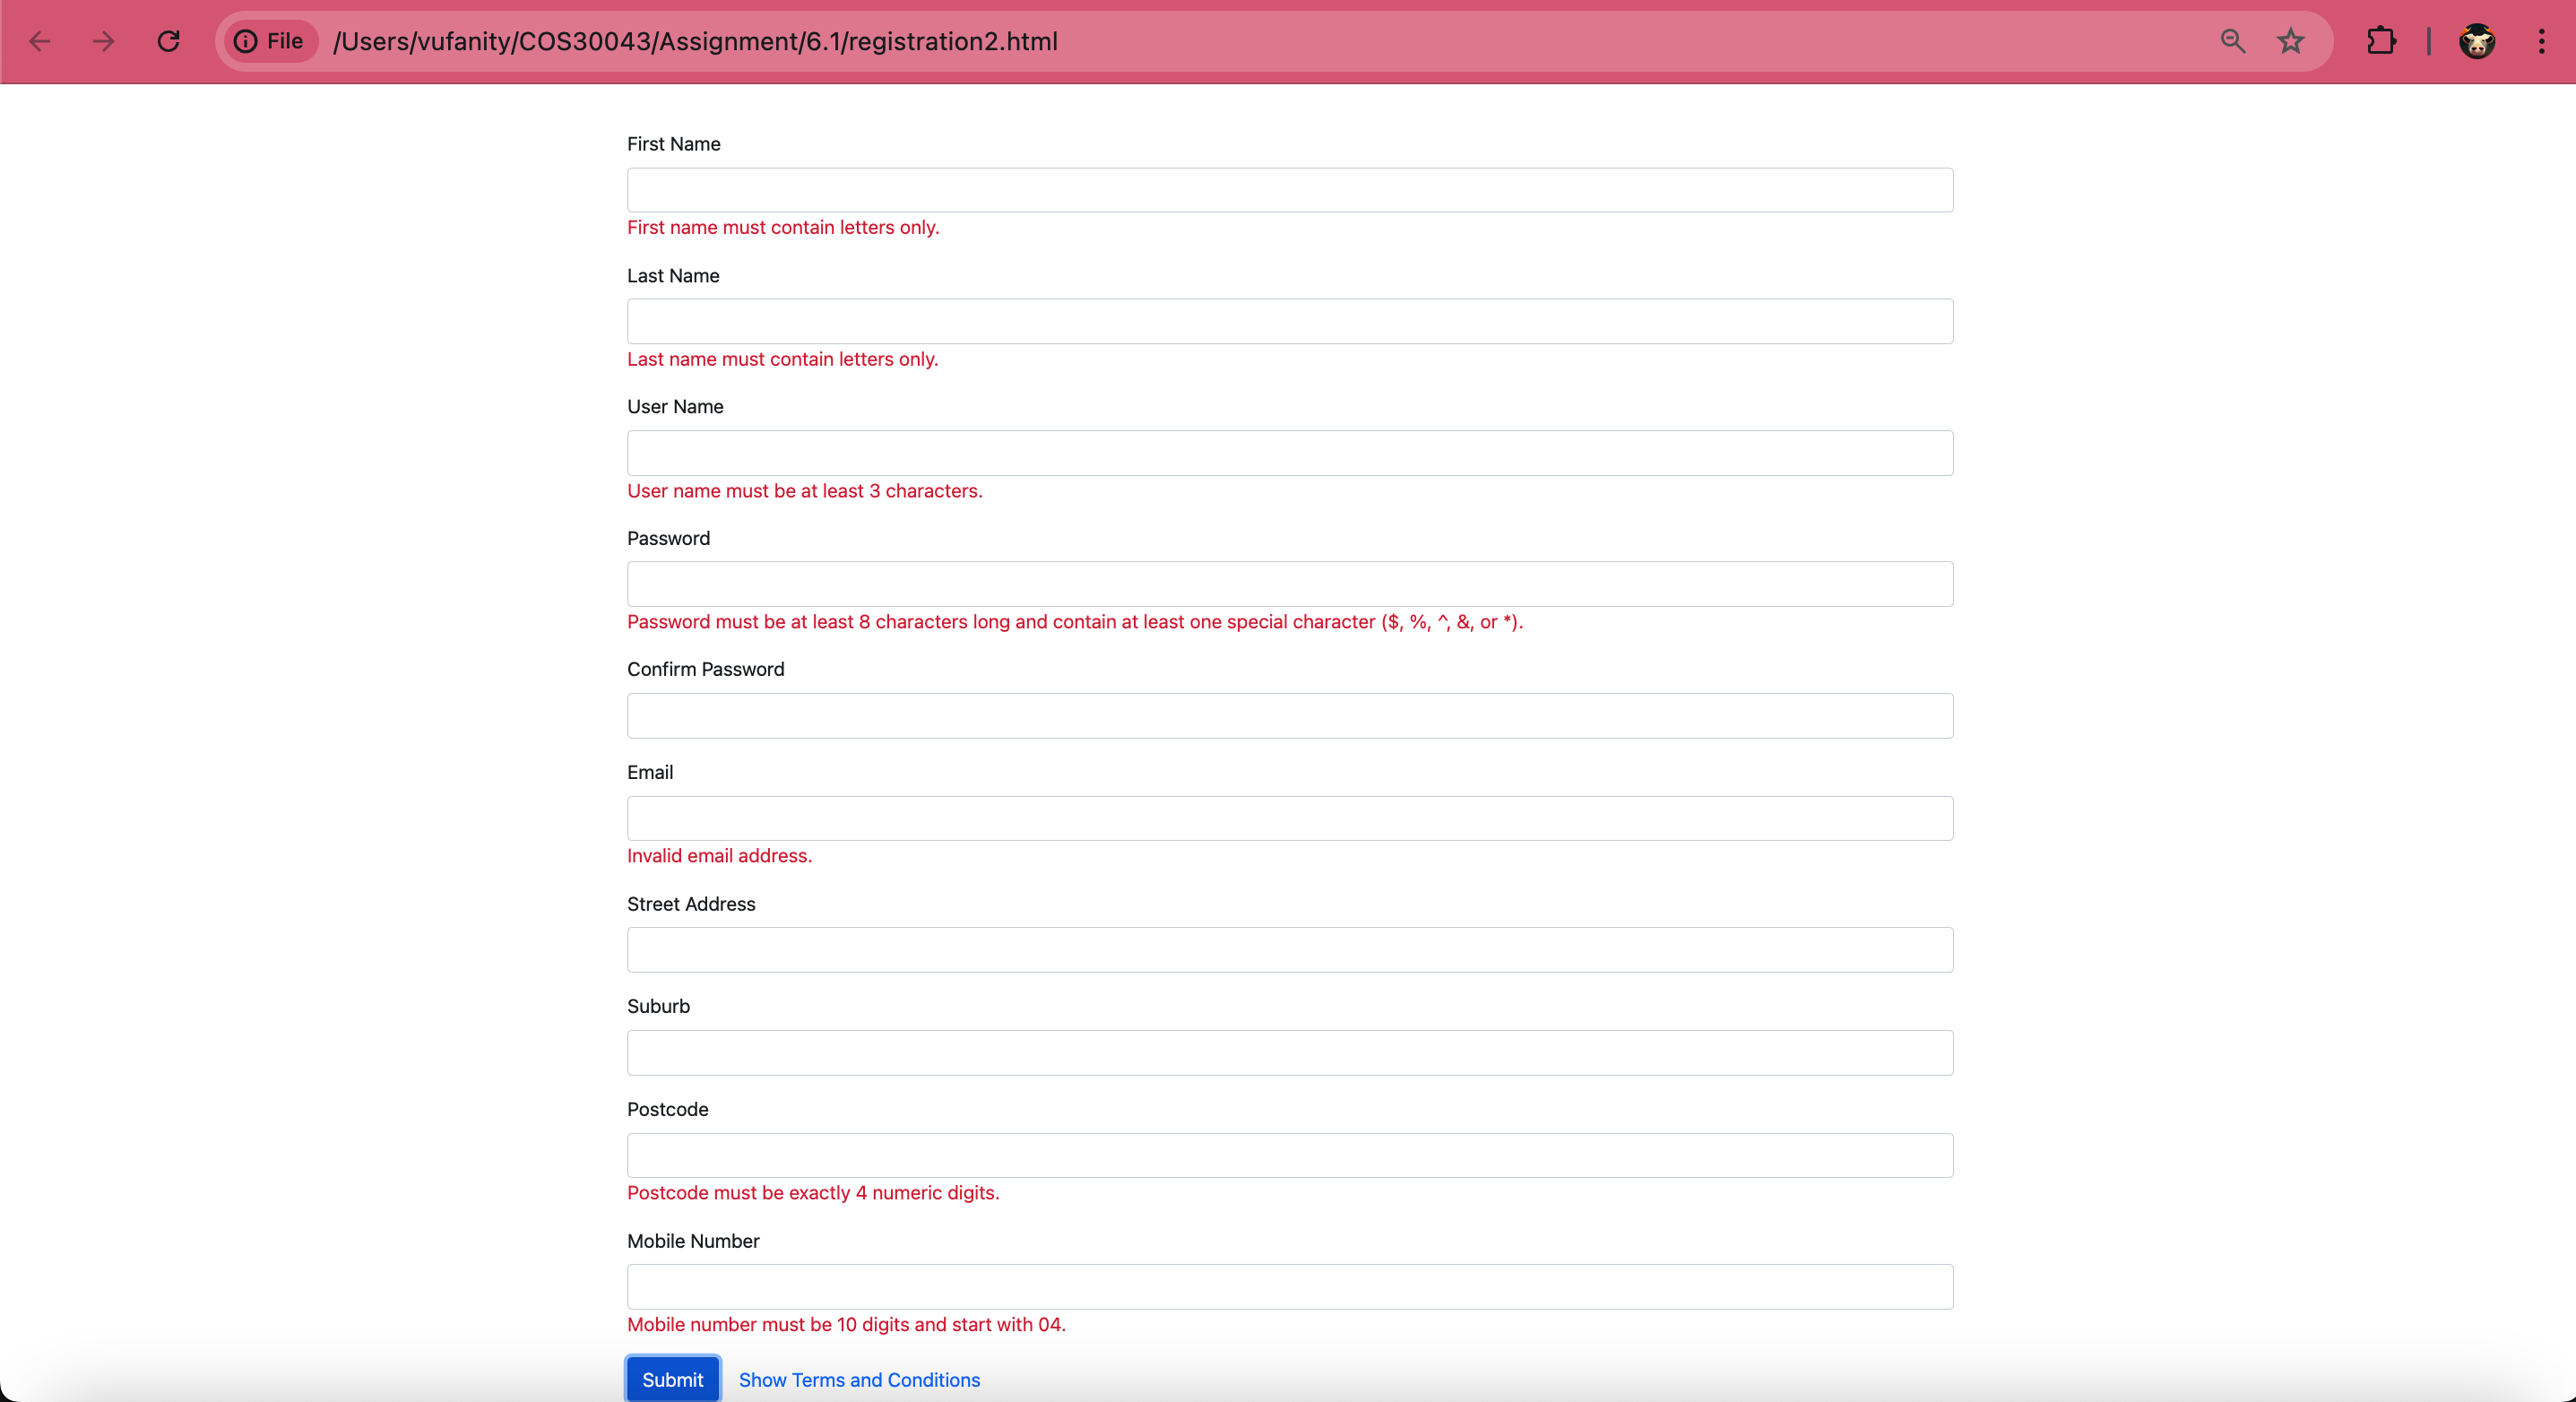 File /Users/vufanity/COS30043/Assignment/6.1/registration2.html
First Name
First name must contain letters only.
Last Name
Last name must contain letters only.
User Name
User name must be at least 3 characters.
Password
Password must be at least 8 characters long and contain at least one special character ($, %, ^, &, or *).
Confirm Password
Email
Invalid email address.
Street Address
Suburb
Postcode
Postcode must be exactly 4 numeric digits.
Mobile Number
Mobile number must be 10 digits and start with 04.
Submit Show Terms and Conditions